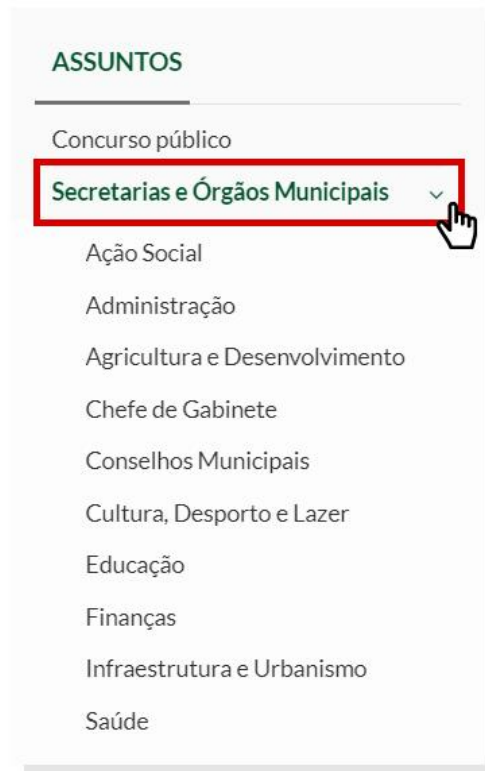 ASSUNTOS
Concurso público
Secretarias e Órgãos Municipais
Ação Social
Administração
Agricultura e Desenvolvimento
Chefe de Gabinete
Conselhos Municipais
Cultura, Desporto e Lazer
Educação
Finanças
Infraestrutura e Urbanismo
Saúde